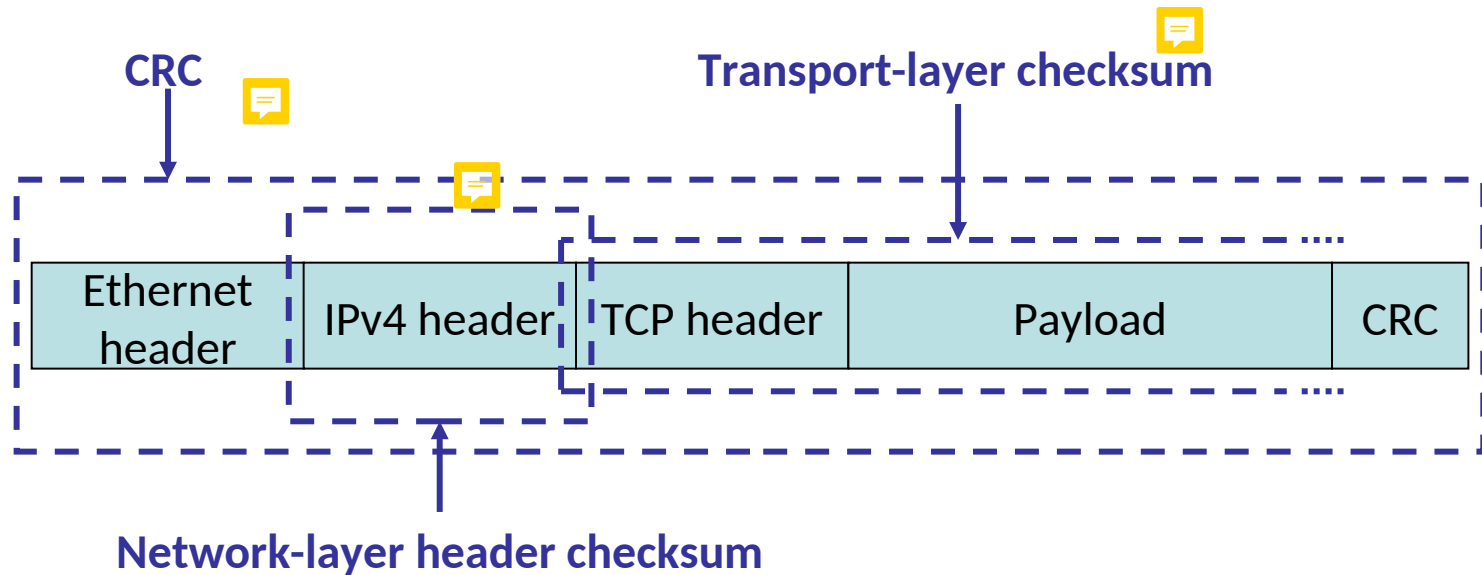 CRC
Transport-layer checksum
Ethernet
header
IPv4 header
TCP header
Payload
CRC
Network-layer header checksum